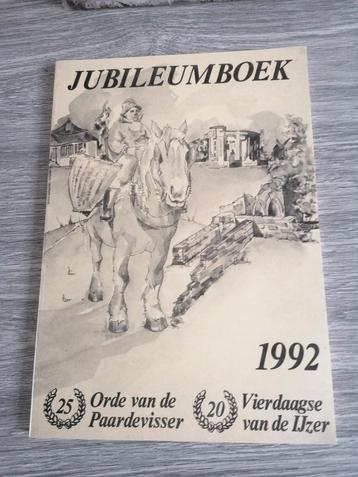 JUBILEUMBOEK
1992
25 Orde van de
Paardevisser
20 Vierdaagse
van de IJzer